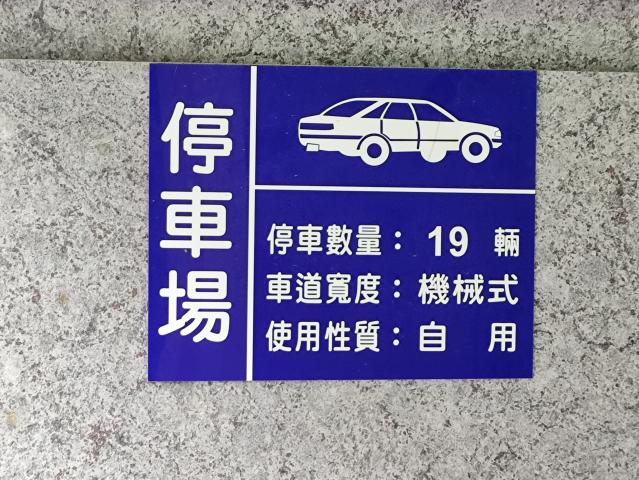 停車場
停車數量：19 輛
車道寬度：機械式
使用性質：自 用